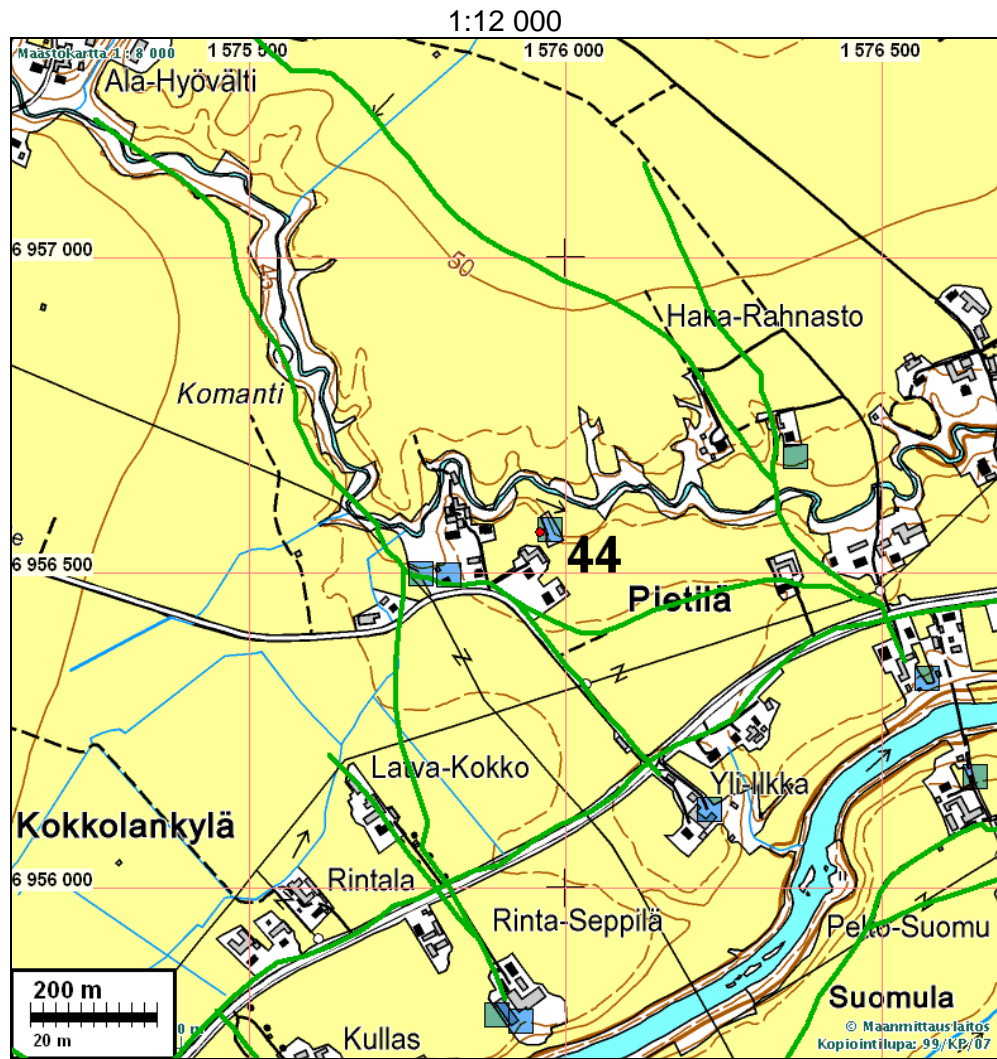 1:12 000
Maastokartta 1 : 8 000
1 575 500
1 576 000
1 576 500
Ala-Hyövälti
6 957 000
50
45
Haka-Rahnasto
Komanti
e
44
6 956 500
Pietilä
Z
Z
Latva-Kokko
Yli-Ilkka
Kokkolankylä
Rintala
6 956 000
Z
Rinta-Seppilä
Pelto-Suomu
200 m
20 m
0 m
Suomula
Kullas
© Maanmittauslaitos
Kopiointilupa: 99/KP/07